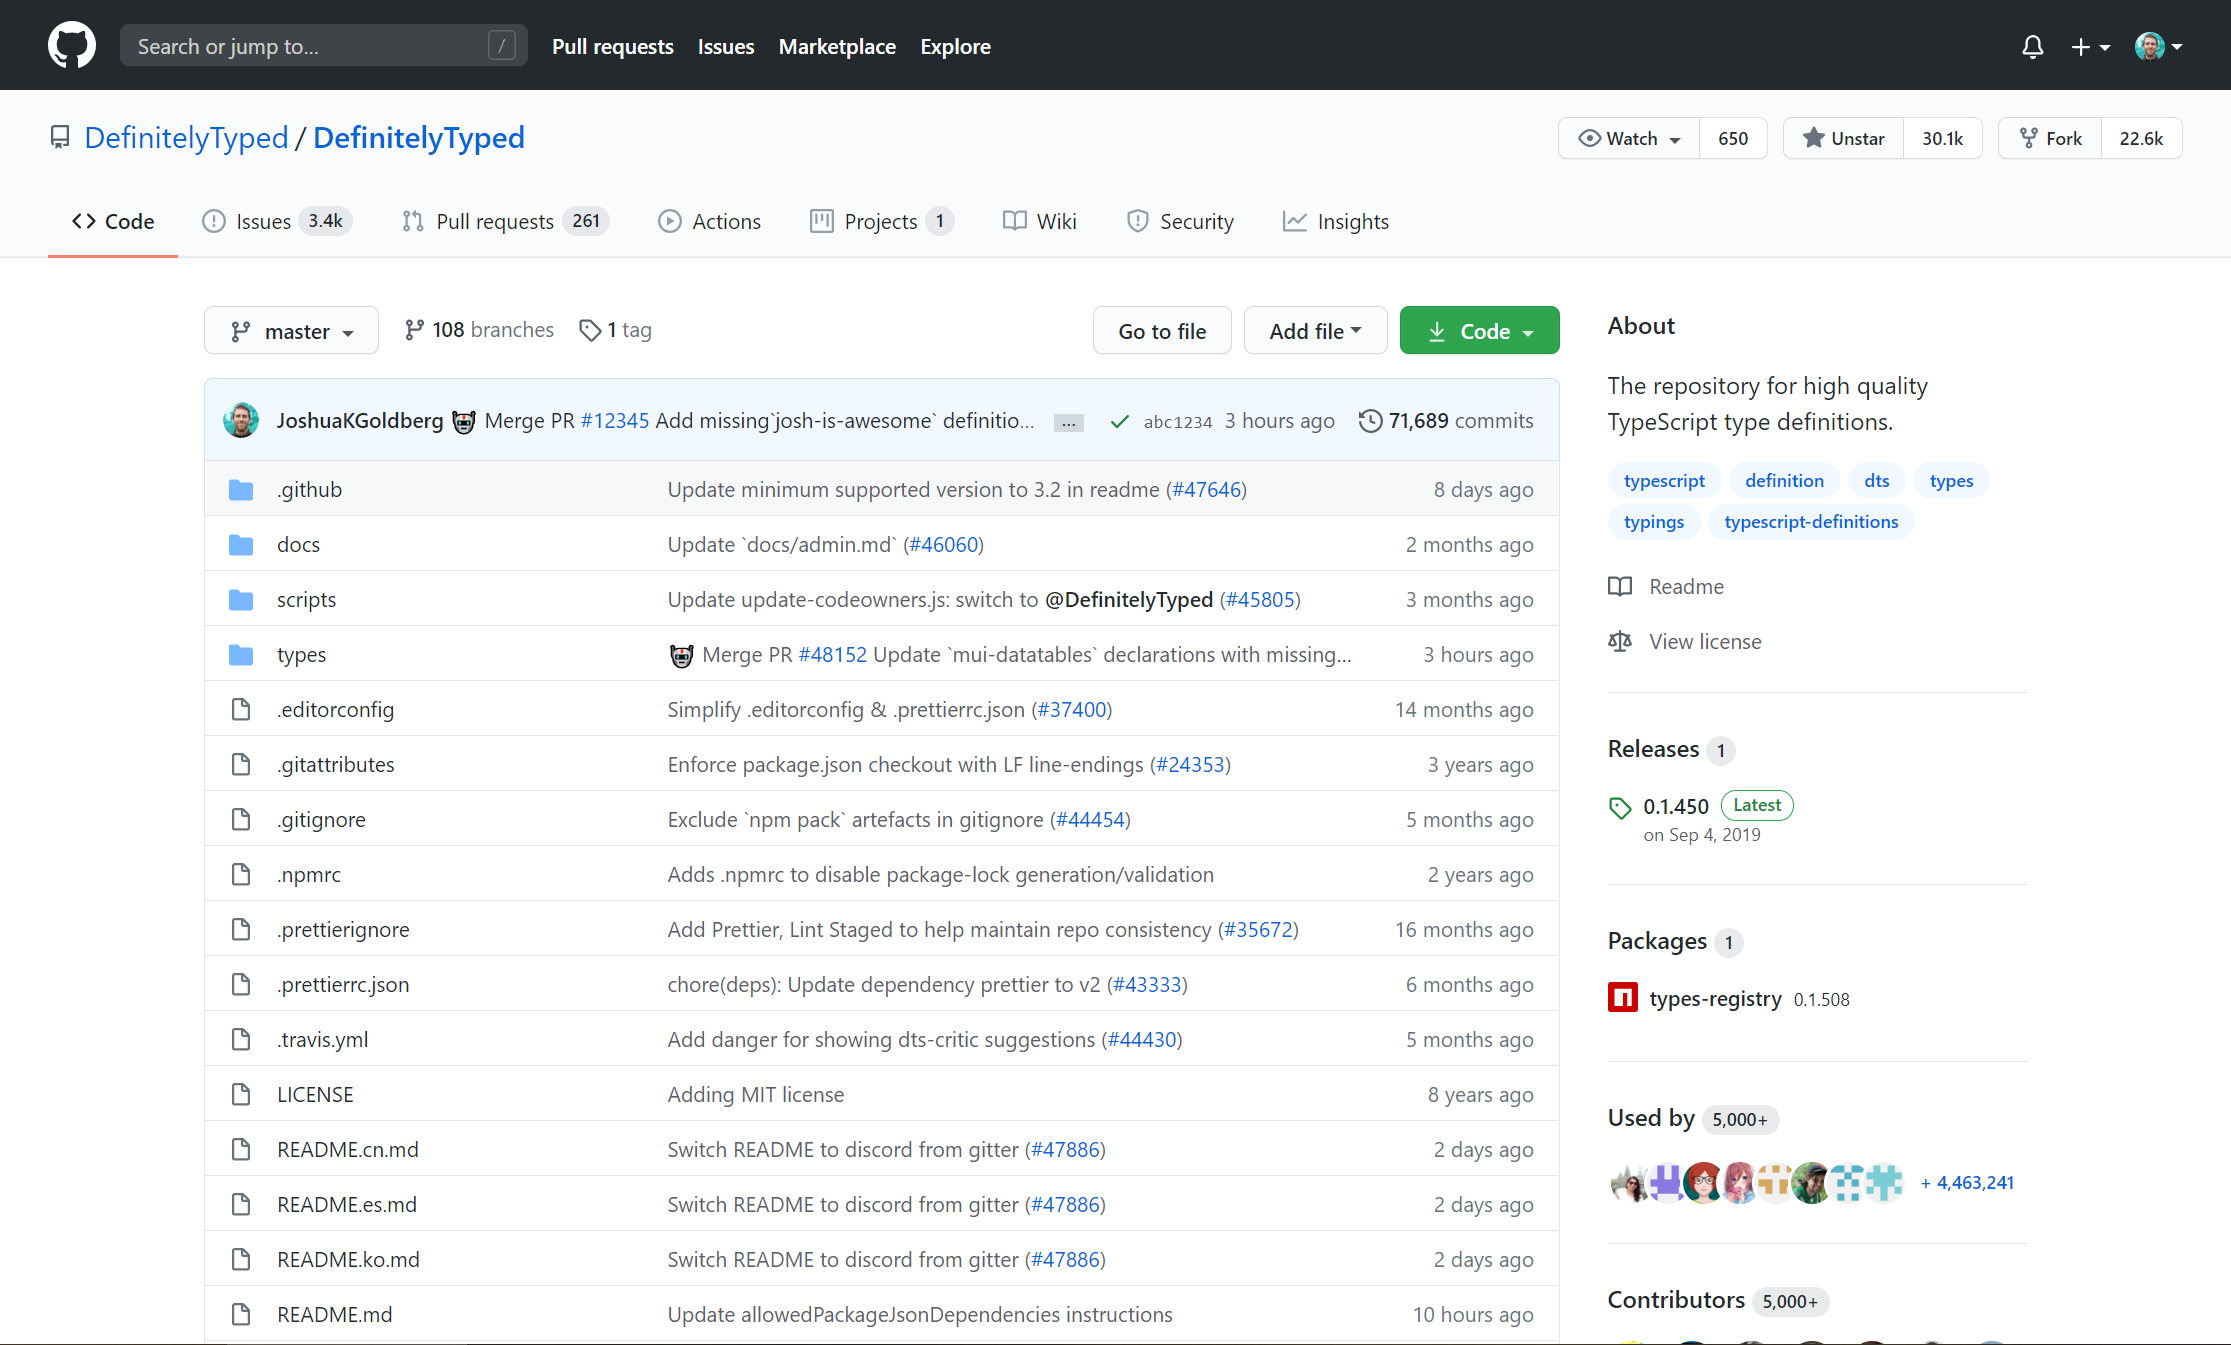 Search or jump to... /
Pull requests Issues Marketplace Explore
DefinitelyTyped / DefinitelyTyped
Watch 650 Unstar 30.1k Fork 22.6k
Code Issues 3.4k Pull requests 261 Actions Projects 1 Wiki Security Insights
master 108 branches 1 tag Go to file Add file Code
JoshuaKGoldberg Merge PR #12345 Add missing`josh-is-awesome` definitio... ... abc1234 3 hours ago 71,689 commits
.github Update minimum supported version to 3.2 in readme (#47646) 8 days ago
docs Update `docs/admin.md` (#46060) 2 months ago
scripts Update update-codeowners.js: switch to @DefinitelyTyped (#45805) 3 months ago
types Merge PR #48152 Update `mui-datatables` declarations with missing... 3 hours ago
.editorconfig Simplify .editorconfig & .prettierrc.json (#37400) 14 months ago
.gitattributes Enforce package.json checkout with LF line-endings (#24353) 3 years ago
.gitignore Exclude `npm pack` artefacts in gitignore (#44454) 5 months ago
.npmrc Adds .npmrc to disable package-lock generation/validation 2 years ago
.prettierignore Add Prettier, Lint Staged to help maintain repo consistency (#35672) 16 months ago
.prettierrc.json chore(deps): Update dependency prettier to v2 (#43333) 6 months ago
.travis.yml Add danger for showing dts-critic suggestions (#44430) 5 months ago
LICENSE Adding MIT license 8 years ago
README.cn.md Switch README to discord from gitter (#47886) 2 days ago
README.es.md Switch README to discord from gitter (#47886) 2 days ago
README.ko.md Switch README to discord from gitter (#47886) 2 days ago
README.md Update allowedPackageJsonDependencies instructions 10 hours ago
About
The repository for high quality
TypeScript type definitions.
typescript definition dts types
typings typescript-definitions
Readme
View license
Releases 1
0.1.450 Latest
on Sep 4, 2019
Packages 1
types-registry 0.1.508
Used by 5,000+
+ 4,463,241
Contributors 5,000+